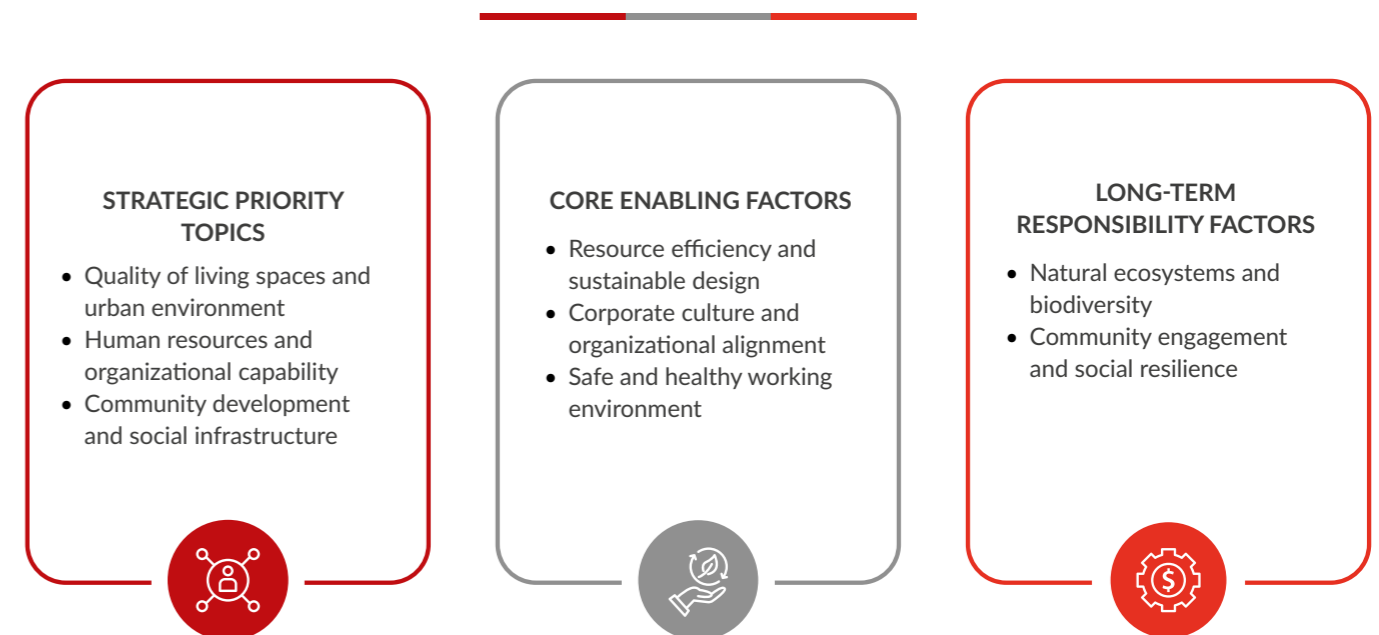 STRATEGIC PRIORITY
TOPICS
• Quality of living spaces and
urban environment
• Human resources and
organizational capability
• Community development
and social infrastructure
CORE ENABLING FACTORS
• Resource efficiency and
sustainable design
• Corporate culture and
organizational alignment
• Safe and healthy working
environment
LONG-TERM
RESPONSIBILITY FACTORS
• Natural ecosystems and
biodiversity
• Community engagement
and social resilience
$